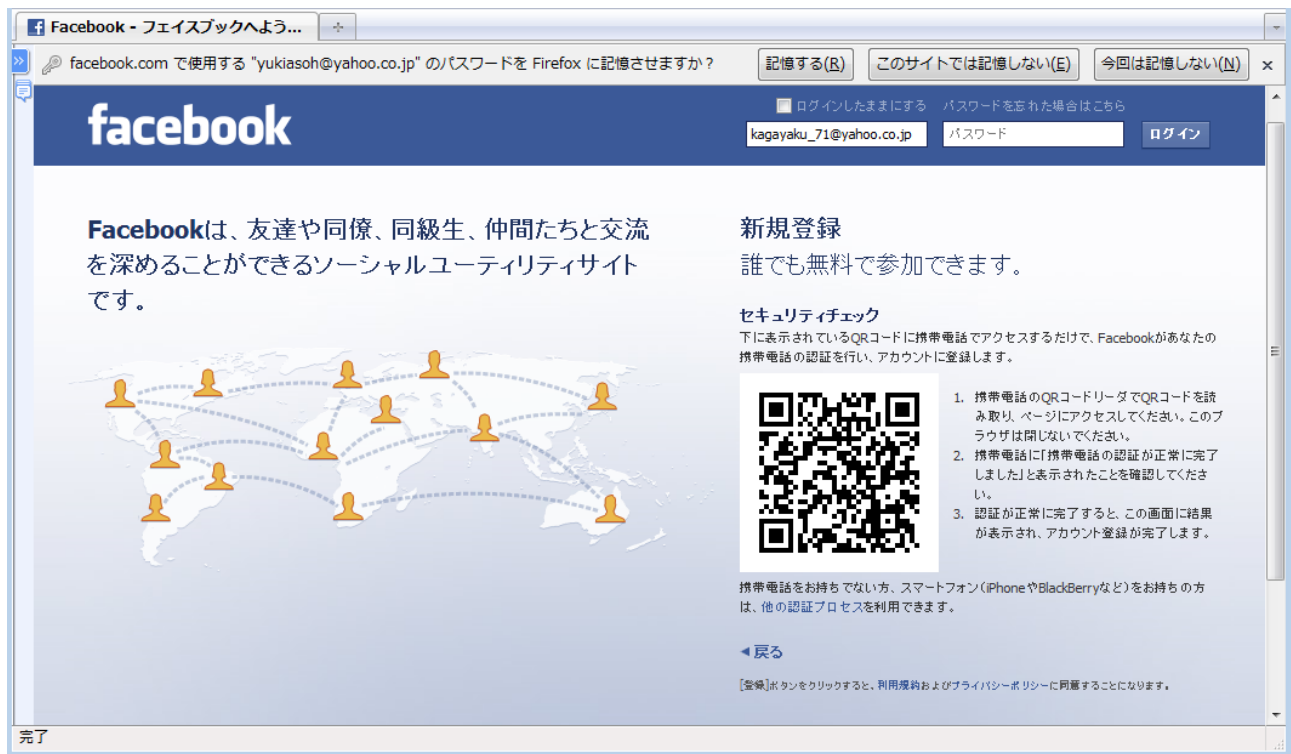 Facebook - フェイスブックへよう...
facebook.com で使用する "yukiasoh@yahoo.co.jp" のパスワードを Firefox に記憶させますか？ 記憶する(R) このサイトでは記憶しない(E) 今回は記憶しない(N) ×
facebook
ログインしたままにする パスワードを忘れた場合はこちら
kagayaku_71@yahoo.co.jp パスワード ログイン
Facebookは、友達や同僚、同級生、仲間たちと交流
を深めることができるソーシャルユーティリティサイト
です。
新規登録
誰でも無料で参加できます。
セキュリティチェック
下に表示されているQRコードに携帯電話でアクセスするだけで、Facebookがあなたの
携帯電話の認証を行い、アカウントに登録します。
1. 携帯電話のQRコードリーダでQRコードを読
み取り、ページにアクセスしてください。このブ
ラウザは閉じないでください。
2. 携帯電話に「携帯電話の認証が正常に完了
しました」と表示されたことを確認してくださ
い。
3. 認証が正常に完了すると、この画面に結果
が表示され、アカウント登録が完了します。
携帯電話をお持ちでない方、スマートフォン(iPhoneやBlackBerryなど)をお持ちの方
は、他の認証プロセスを利用できます。
◀戻る
[登録]ボタンをクリックすると、利用規約およびプライバシーポリシーに同意することになります。
完了